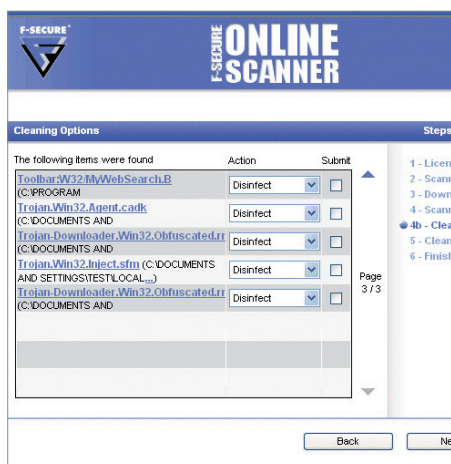 F-SECURE
F-SECURE ONLINE
SCANNER
Cleaning Options
Steps
The following items were found Action Submit
Toolbar:W32/MyWebSearch.B
(C:\PROGRAM
Disinfect
Trojan.Win32.Agent.cadk
(C:\DOCUMENTS AND
Disinfect
Trojan-Downloader.Win32.Obfuscated.rr
(C:\DOCUMENTS AND
Disinfect
Trojan.Win32.Inject.sfm (C:\DOCUMENTS
AND SETTINGS\TEST\LOCAL...)
Disinfect
Trojan-Downloader.Win32.Obfuscated.rr
(C:\DOCUMENTS AND
Disinfect
Page
3 / 3
1 - Licen
2 - Scann
3 - Down
4 - Scann
4b - Clea
5 - Clean
6 - Finish
Back
Ne